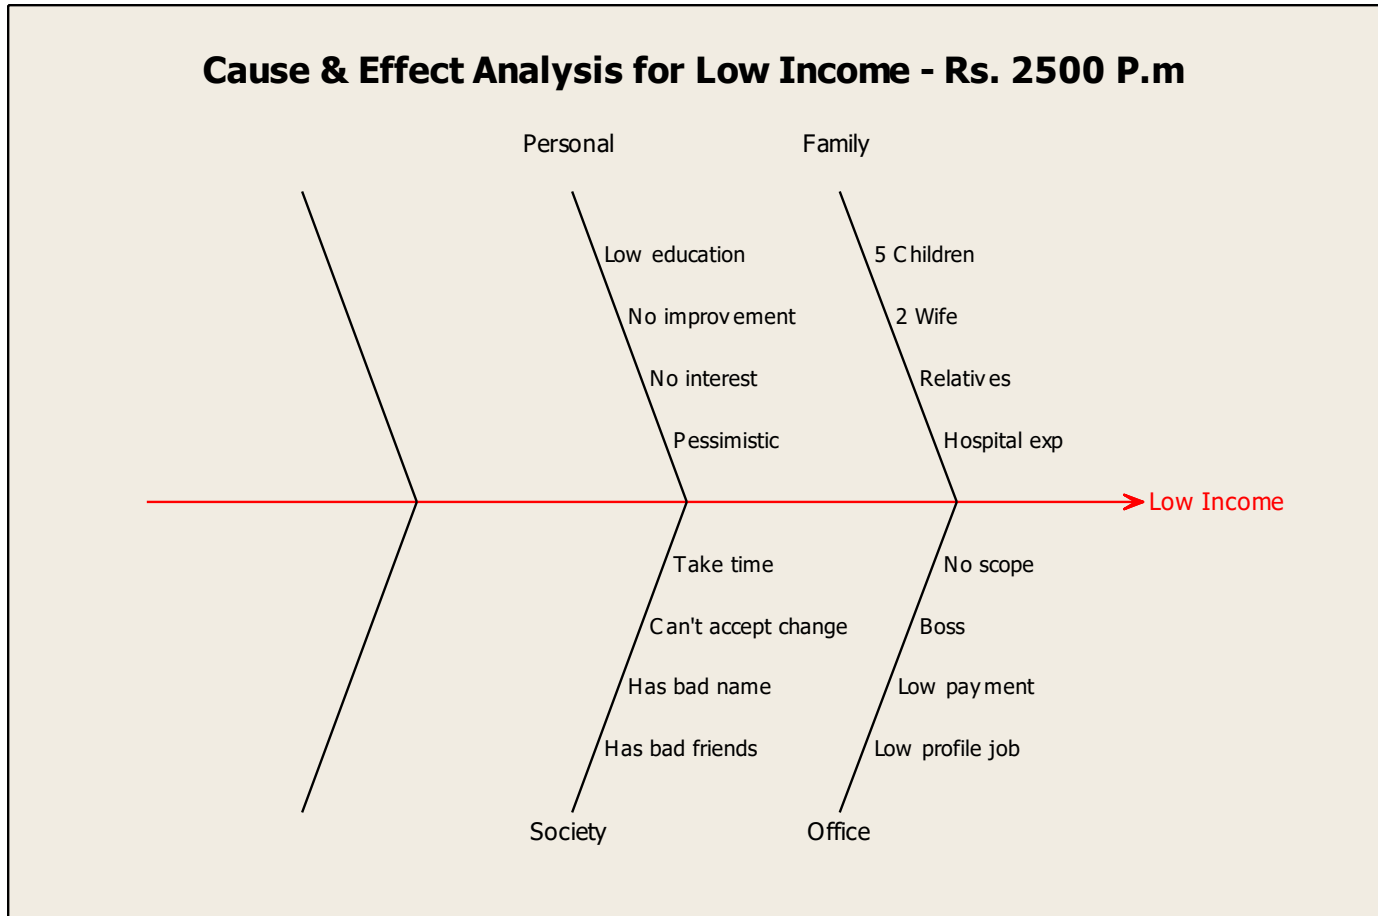 Cause & Effect Analysis for Low Income - Rs. 2500 P.m
Personal
Family
Low education
5 Children
No improvement
2 Wife
No interest
Relatives
Pessimistic
Hospital exp
Low Income
Take time
No scope
Can't accept change
Boss
Has bad name
Low payment
Has bad friends
Low profile job
Society
Office